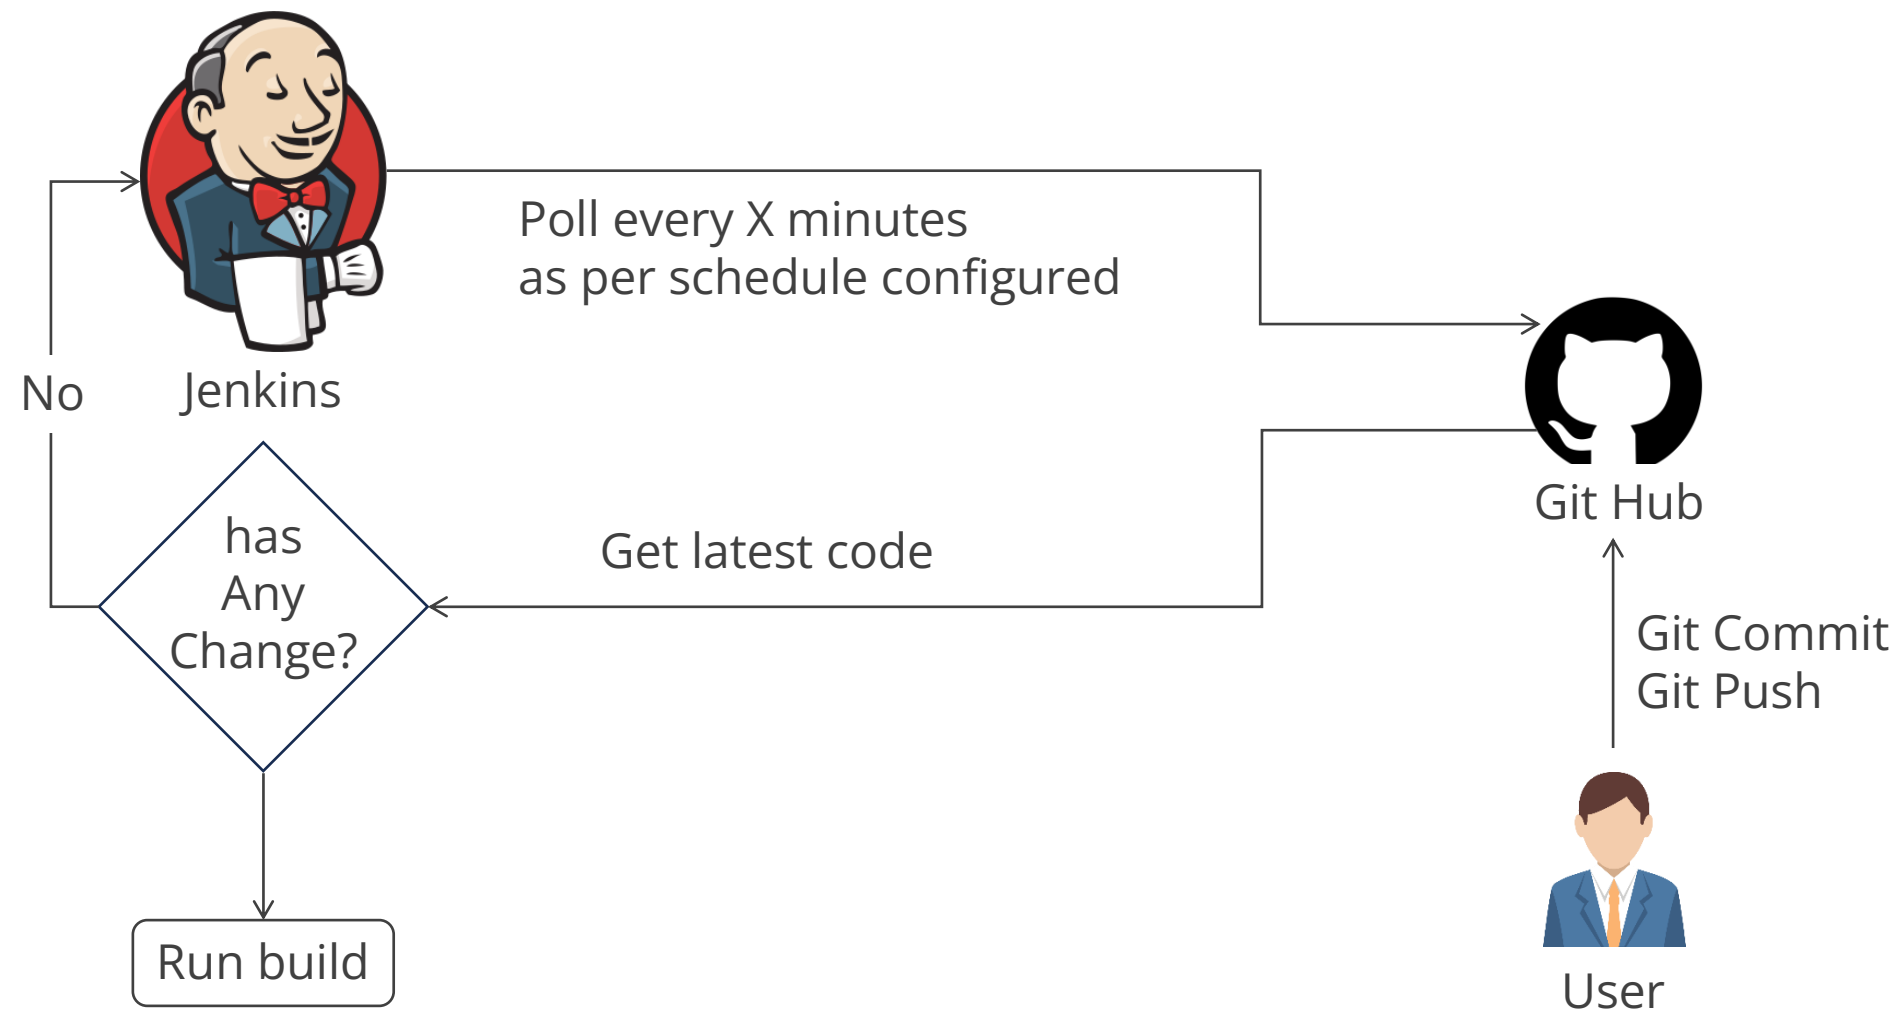 Poll every X minutes
as per schedule configured
Jenkins
No
Git Hub
has
Any
Change?
Get latest code
Git Commit
Git Push
Run build
User